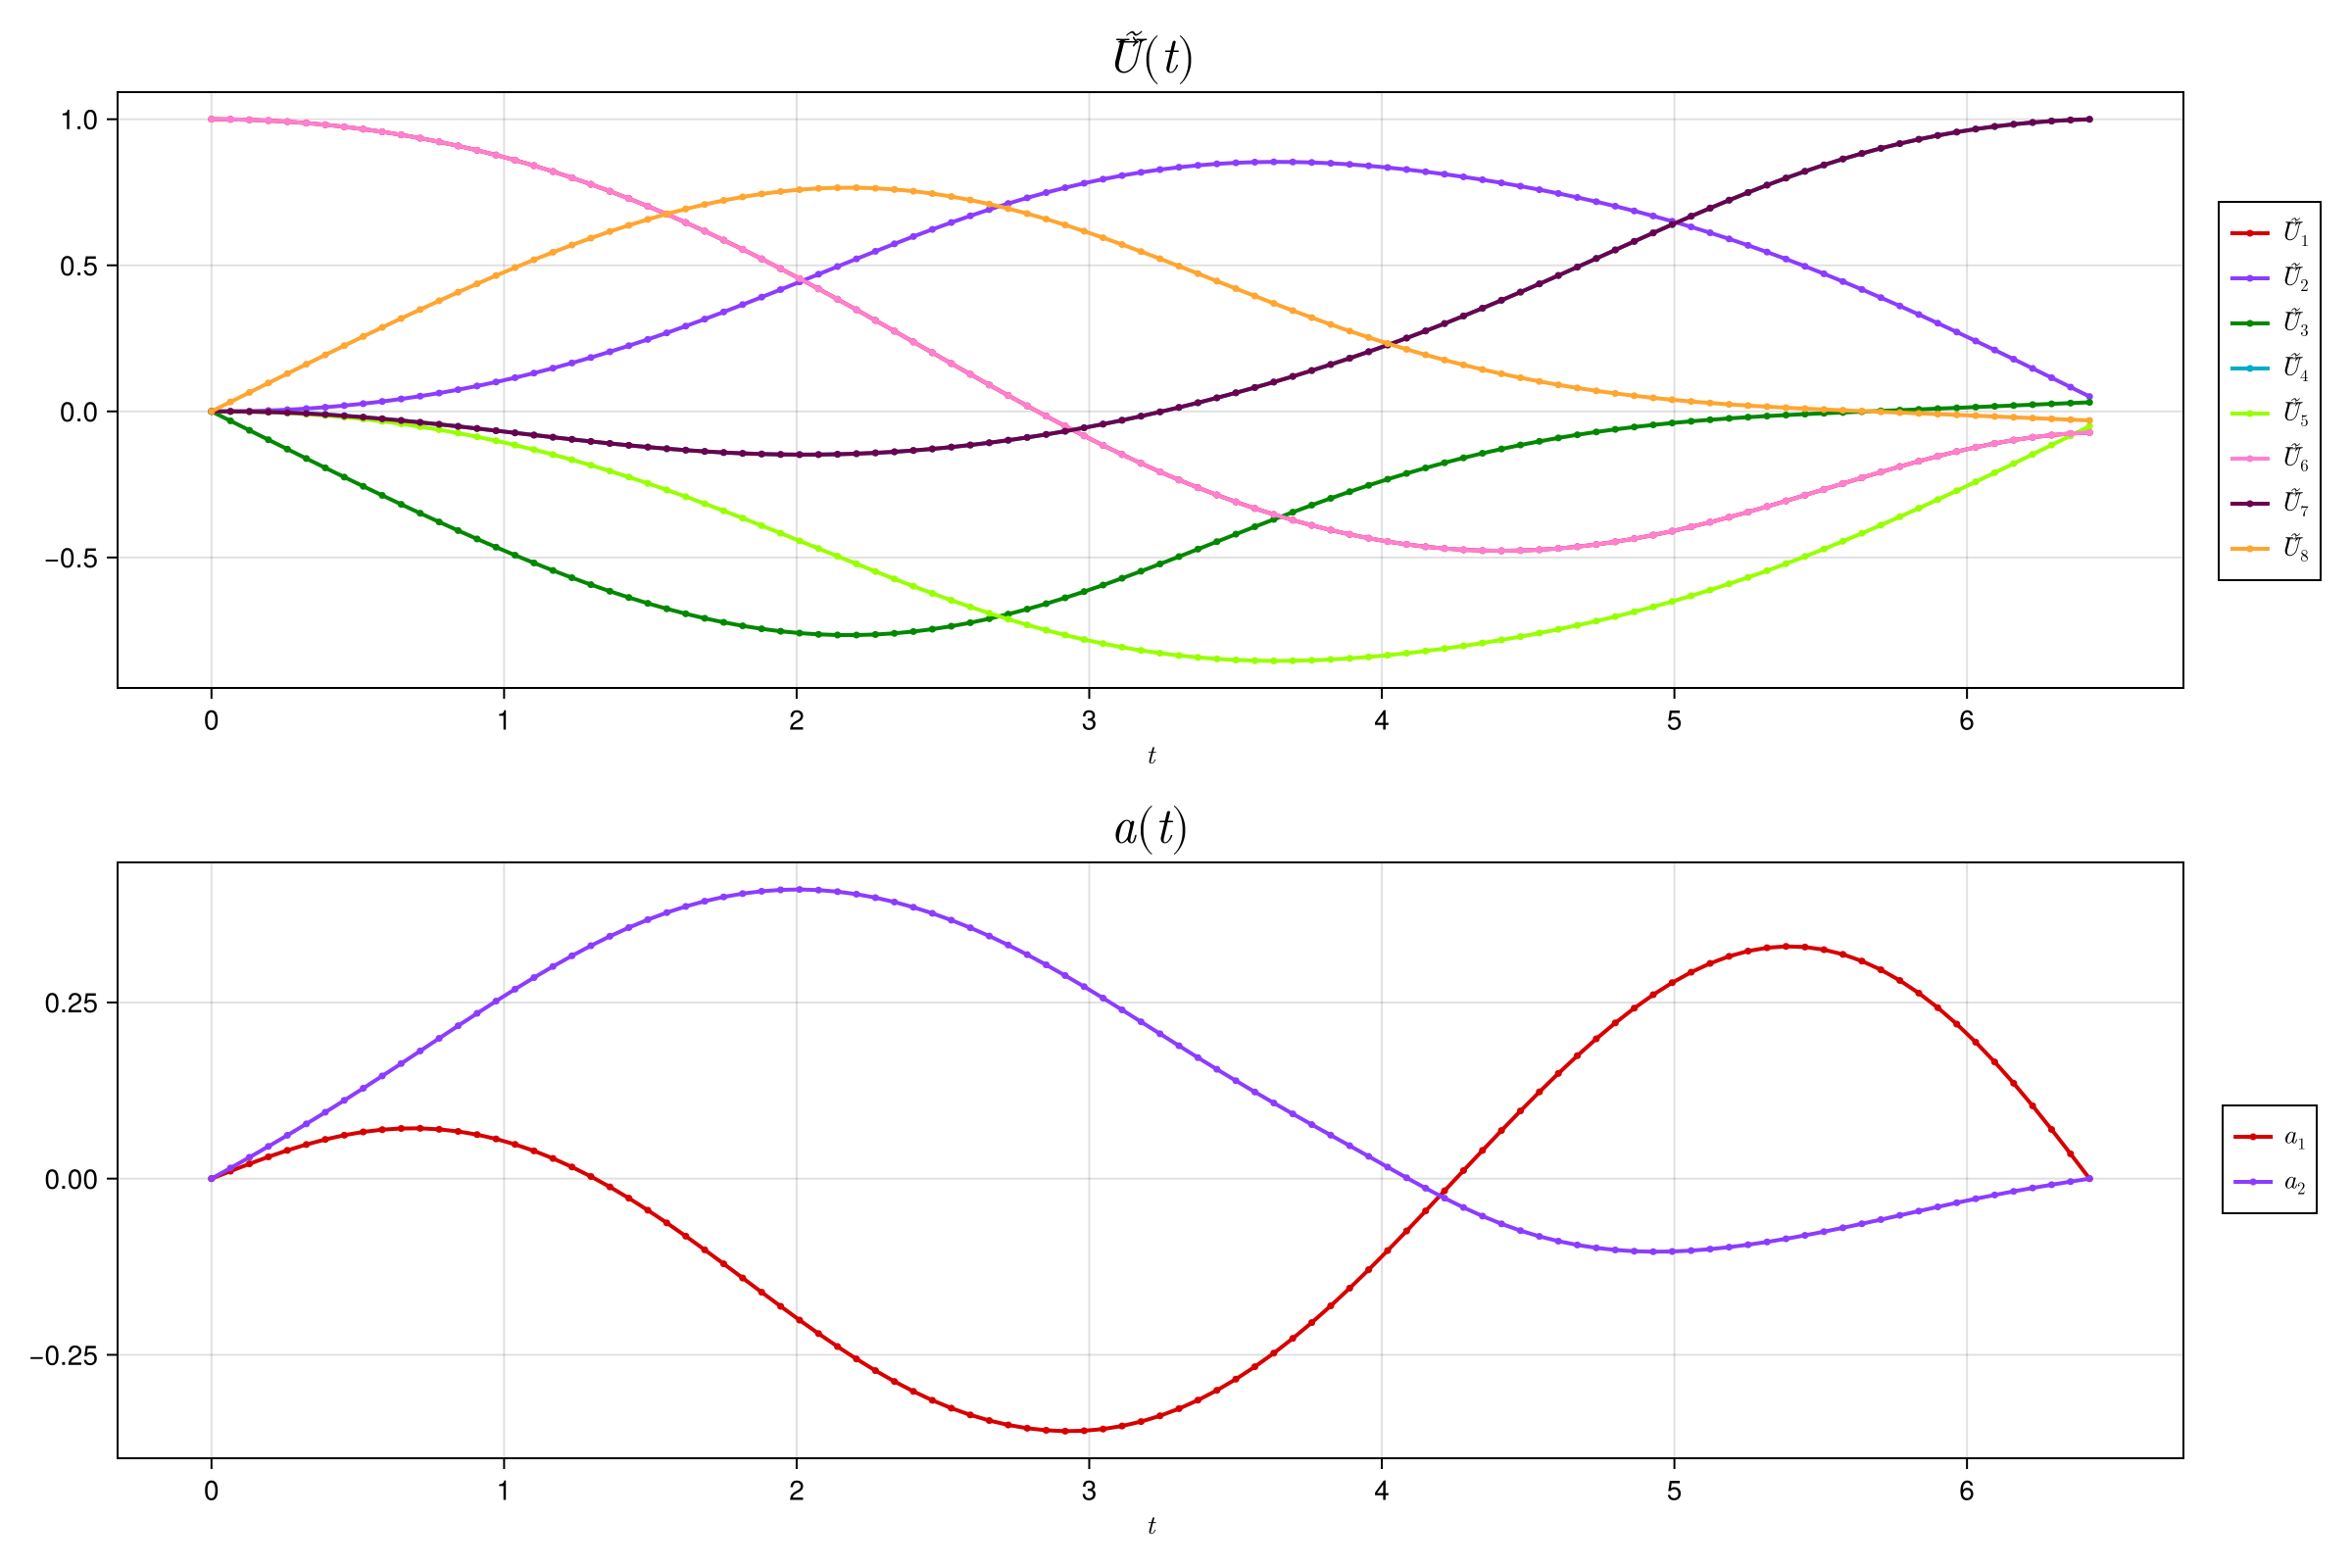 Ũ⃗(t)
1.0
0.5
0.0
−0.5
0 1 2 3 4 5 6
t
Ũ⃗₁
Ũ⃗₂
Ũ⃗₃
Ũ⃗₄
Ũ⃗₅
Ũ⃗₆
Ũ⃗₇
Ũ⃗₈
a(t)
0.25
0.00
−0.25
0 1 2 3 4 5 6
t
a₁
a₂